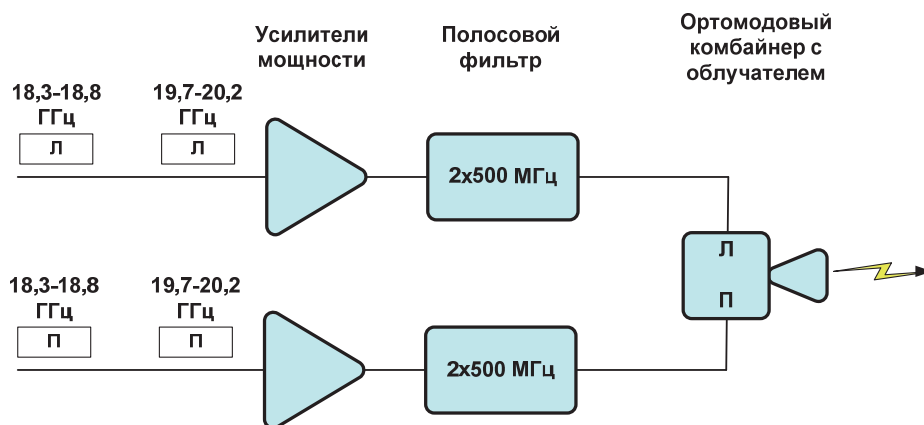 Усилители
мощности
Полосовой
фильтр
Ортомодовый
комбайнер с
облучателем
18,3-18,8
ГГц
Л
19,7-20,2
ГГц
Л
2x500 МГц
Л
П
18,3-18,8
ГГц
П
19,7-20,2
ГГц
П
2x500 МГц